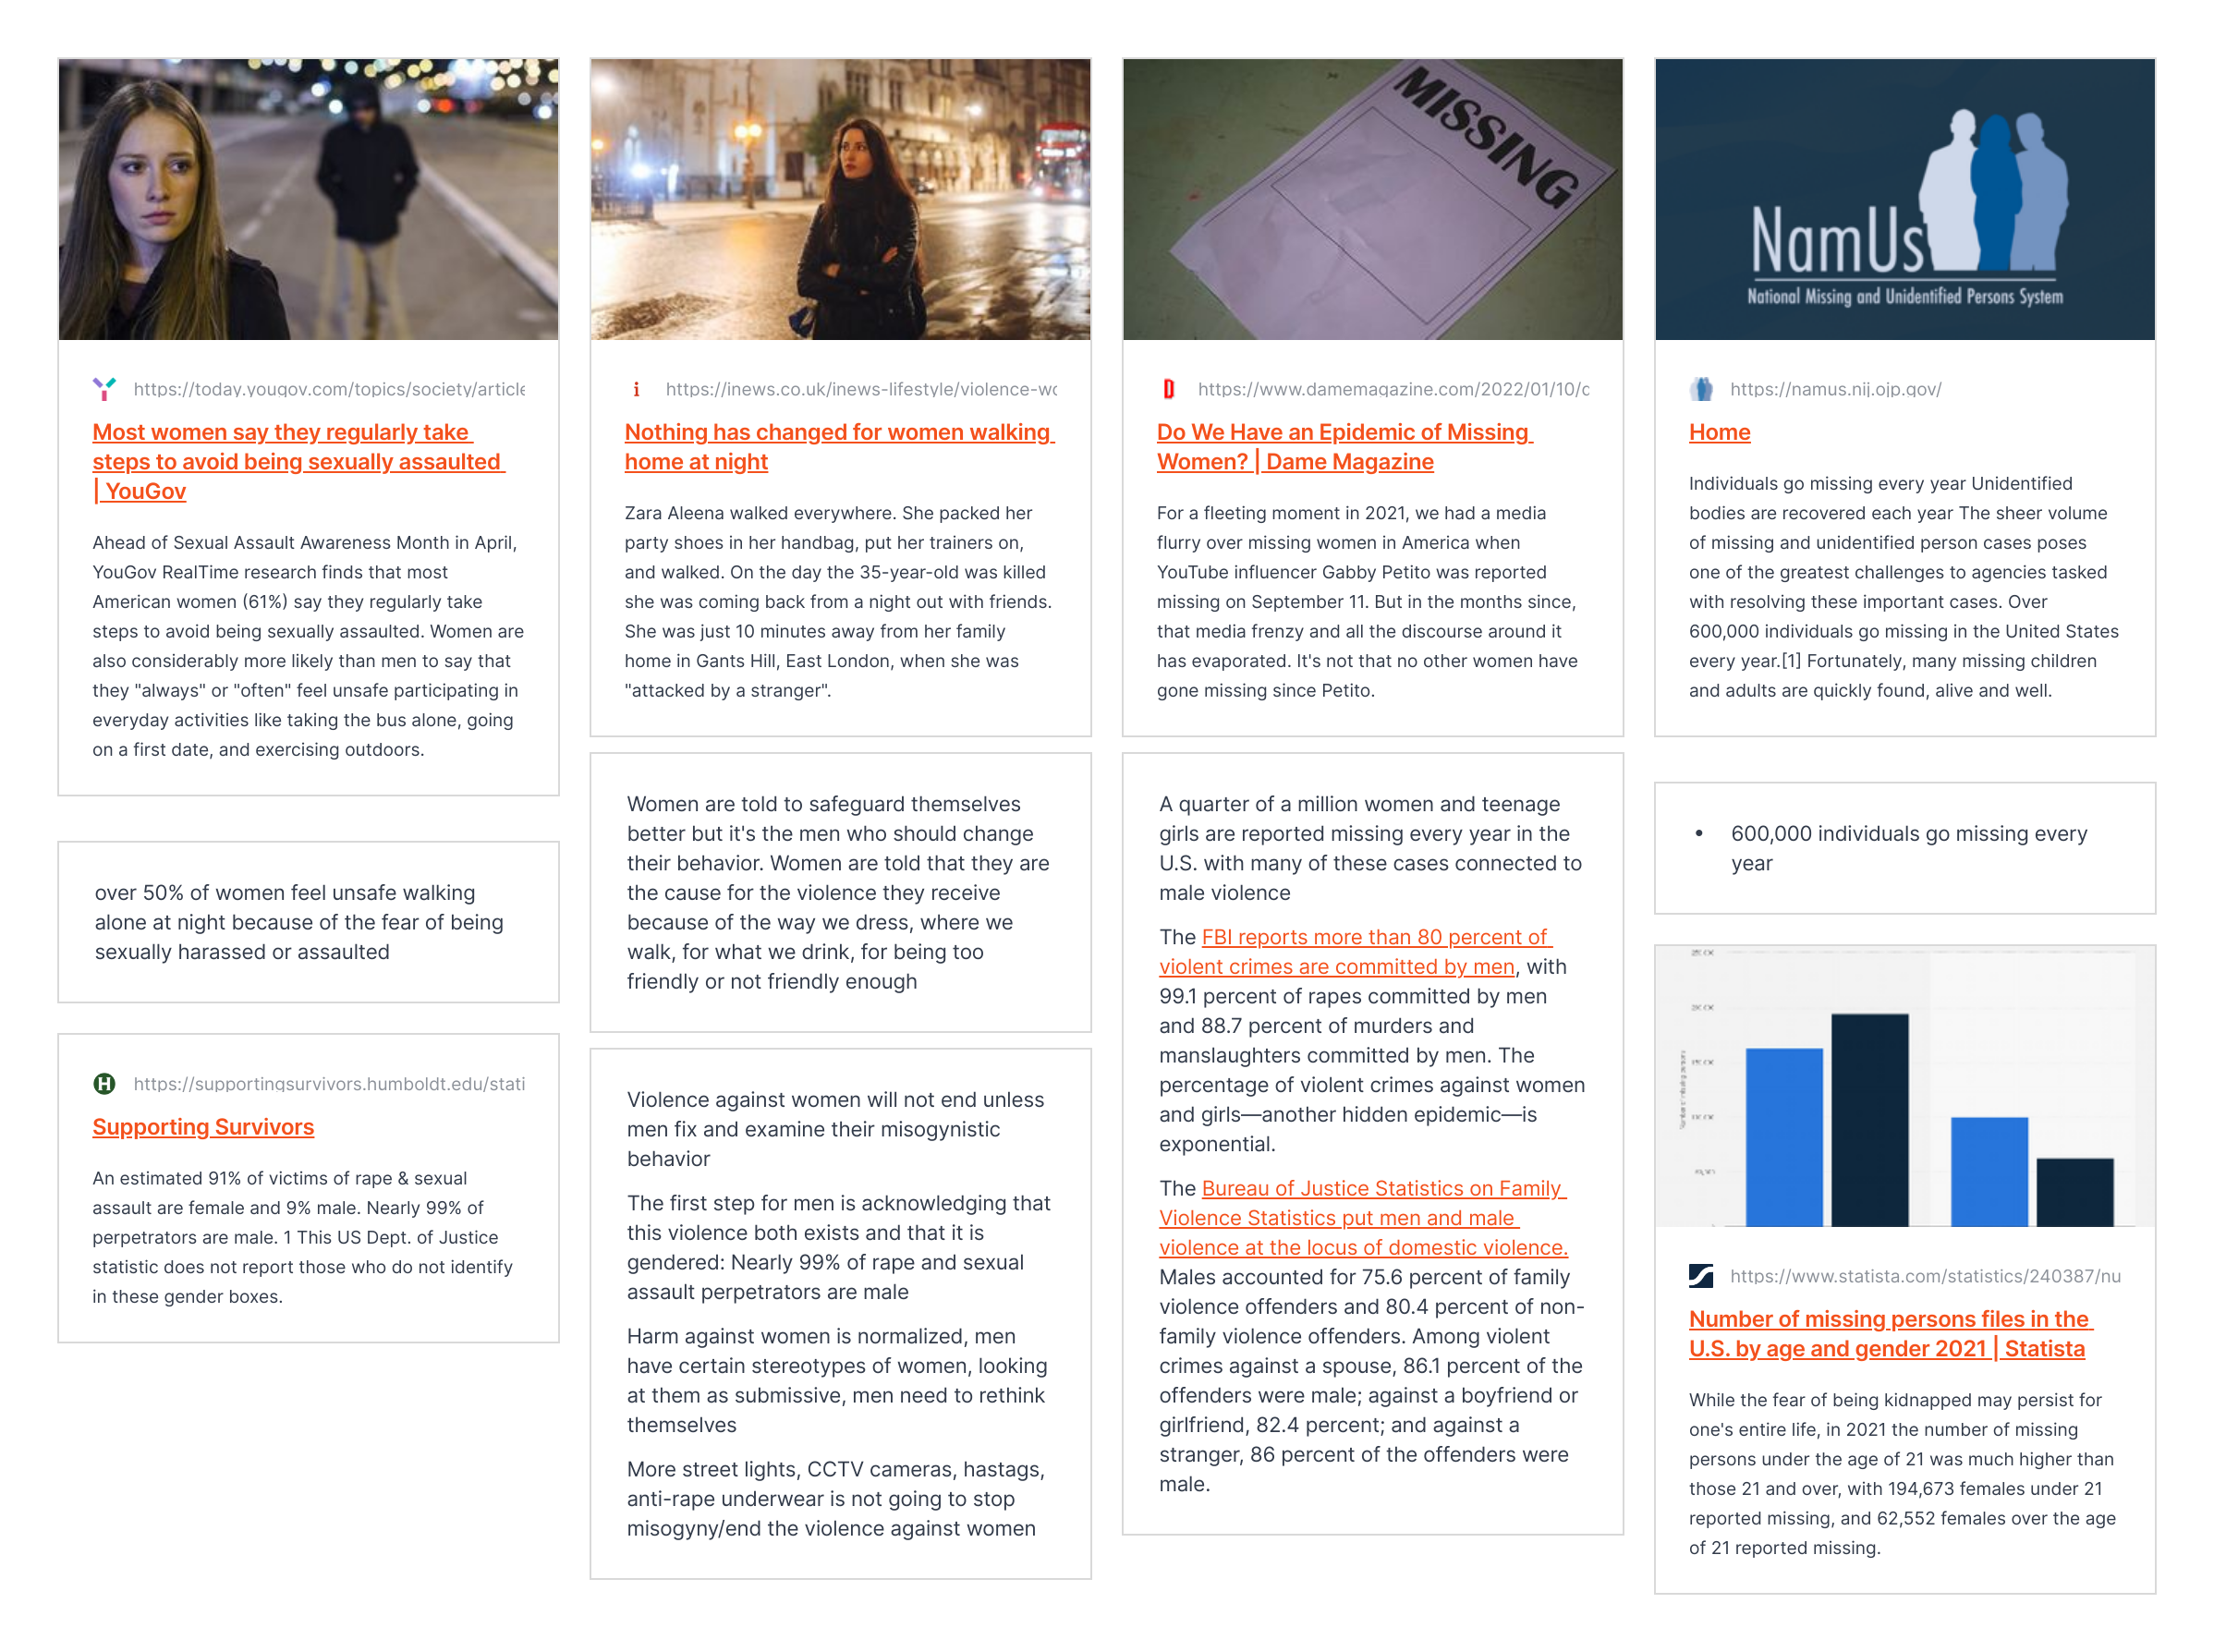 https://today.yougov.com/topics/society/article
Most women say they regularly take
steps to avoid being sexually assaulted
| YouGov
Ahead of Sexual Assault Awareness Month in April,
YouGov RealTime research finds that most
American women (61%) say they regularly take
steps to avoid being sexually assaulted. Women are
also considerably more likely than men to say that
they "always" or "often" feel unsafe participating in
everyday activities like taking the bus alone, going
on a first date, and exercising outdoors.
over 50% of women feel unsafe walking
alone at night because of the fear of being
sexually harassed or assaulted
H
https://supportingsurvivors.humboldt.edu/stati
Supporting Survivors
An estimated 91% of victims of rape & sexual
assault are female and 9% male. Nearly 99% of
perpetrators are male. 1 This US Dept. of Justice
statistic does not report those who do not identify
in these gender boxes.
i https://inews.co.uk/inews-lifestyle/violence-wo
Nothing has changed for women walking
home at night
Zara Aleena walked everywhere. She packed her
party shoes in her handbag, put her trainers on,
and walked. On the day the 35-year-old was killed
she was coming back from a night out with friends.
She was just 10 minutes away from her family
home in Gants Hill, East London, when she was
"attacked by a stranger".
Women are told to safeguard themselves
better but it's the men who should change
their behavior. Women are told that they are
the cause for the violence they receive
because of the way we dress, where we
walk, for what we drink, for being too
friendly or not friendly enough
Violence against women will not end unless
men fix and examine their misogynistic
behavior
The first step for men is acknowledging that
this violence both exists and that it is
gendered: Nearly 99% of rape and sexual
assault perpetrators are male
Harm against women is normalized, men
have certain stereotypes of women, looking
at them as submissive, men need to rethink
themselves
More street lights, CCTV cameras, hastags,
anti-rape underwear is not going to stop
misogyny/end the violence against women
MISSING
D https://www.damemagazine.com/2022/01/10/c
Do We Have an Epidemic of Missing
Women? | Dame Magazine
For a fleeting moment in 2021, we had a media
flurry over missing women in America when
YouTube influencer Gabby Petito was reported
missing on September 11. But in the months since,
that media frenzy and all the discourse around it
has evaporated. It's not that no other women have
gone missing since Petito.
A quarter of a million women and teenage
girls are reported missing every year in the
U.S. with many of these cases connected to
male violence
The FBI reports more than 80 percent of
violent crimes are committed by men, with
99.1 percent of rapes committed by men
and 88.7 percent of murders and
manslaughters committed by men. The
percentage of violent crimes against women
and girls—another hidden epidemic—is
exponential.
The Bureau of Justice Statistics on Family
Violence Statistics put men and male
violence at the locus of domestic violence.
Males accounted for 75.6 percent of family
violence offenders and 80.4 percent of non-
family violence offenders. Among violent
crimes against a spouse, 86.1 percent of the
offenders were male; against a boyfriend or
girlfriend, 82.4 percent; and against a
stranger, 86 percent of the offenders were
male.
NamUs
National Missing and Unidentified Persons System
https://namus.nij.ojp.gov/
Home
Individuals go missing every year Unidentified
bodies are recovered each year The sheer volume
of missing and unidentified person cases poses
one of the greatest challenges to agencies tasked
with resolving these important cases. Over
600,000 individuals go missing in the United States
every year.[1] Fortunately, many missing children
and adults are quickly found, alive and well.
• 600,000 individuals go missing every
year
https://www.statista.com/statistics/240387/nu
Number of missing persons files in the
U.S. by age and gender 2021 | Statista
While the fear of being kidnapped may persist for
one's entire life, in 2021 the number of missing
persons under the age of 21 was much higher than
those 21 and over, with 194,673 females under 21
reported missing, and 62,552 females over the age
of 21 reported missing.